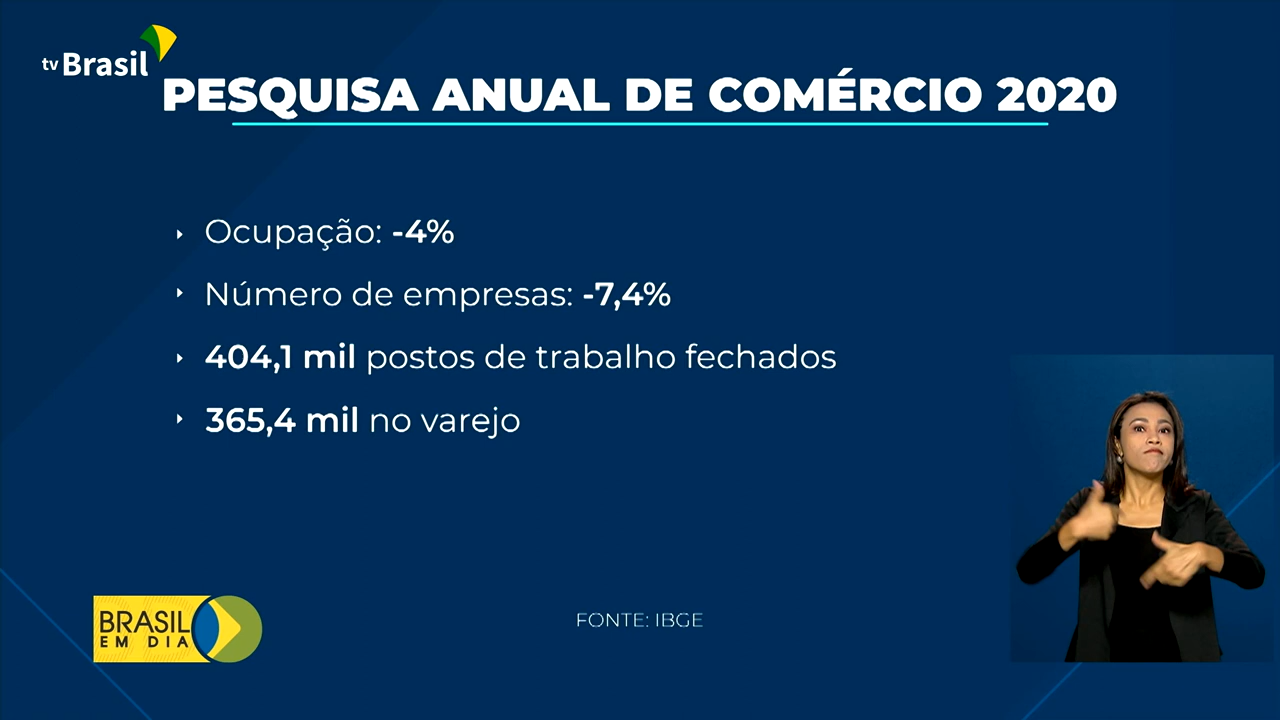 tv Brasil
PESQUISA ANUAL DE COMÉRCIO 2020
Ocupação: -4%
Número de empresas: -7,4%
404,1 mil postos de trabalho fechados
365,4 mil no varejo
BRASIL
EM DIA
FONTE: IBGE